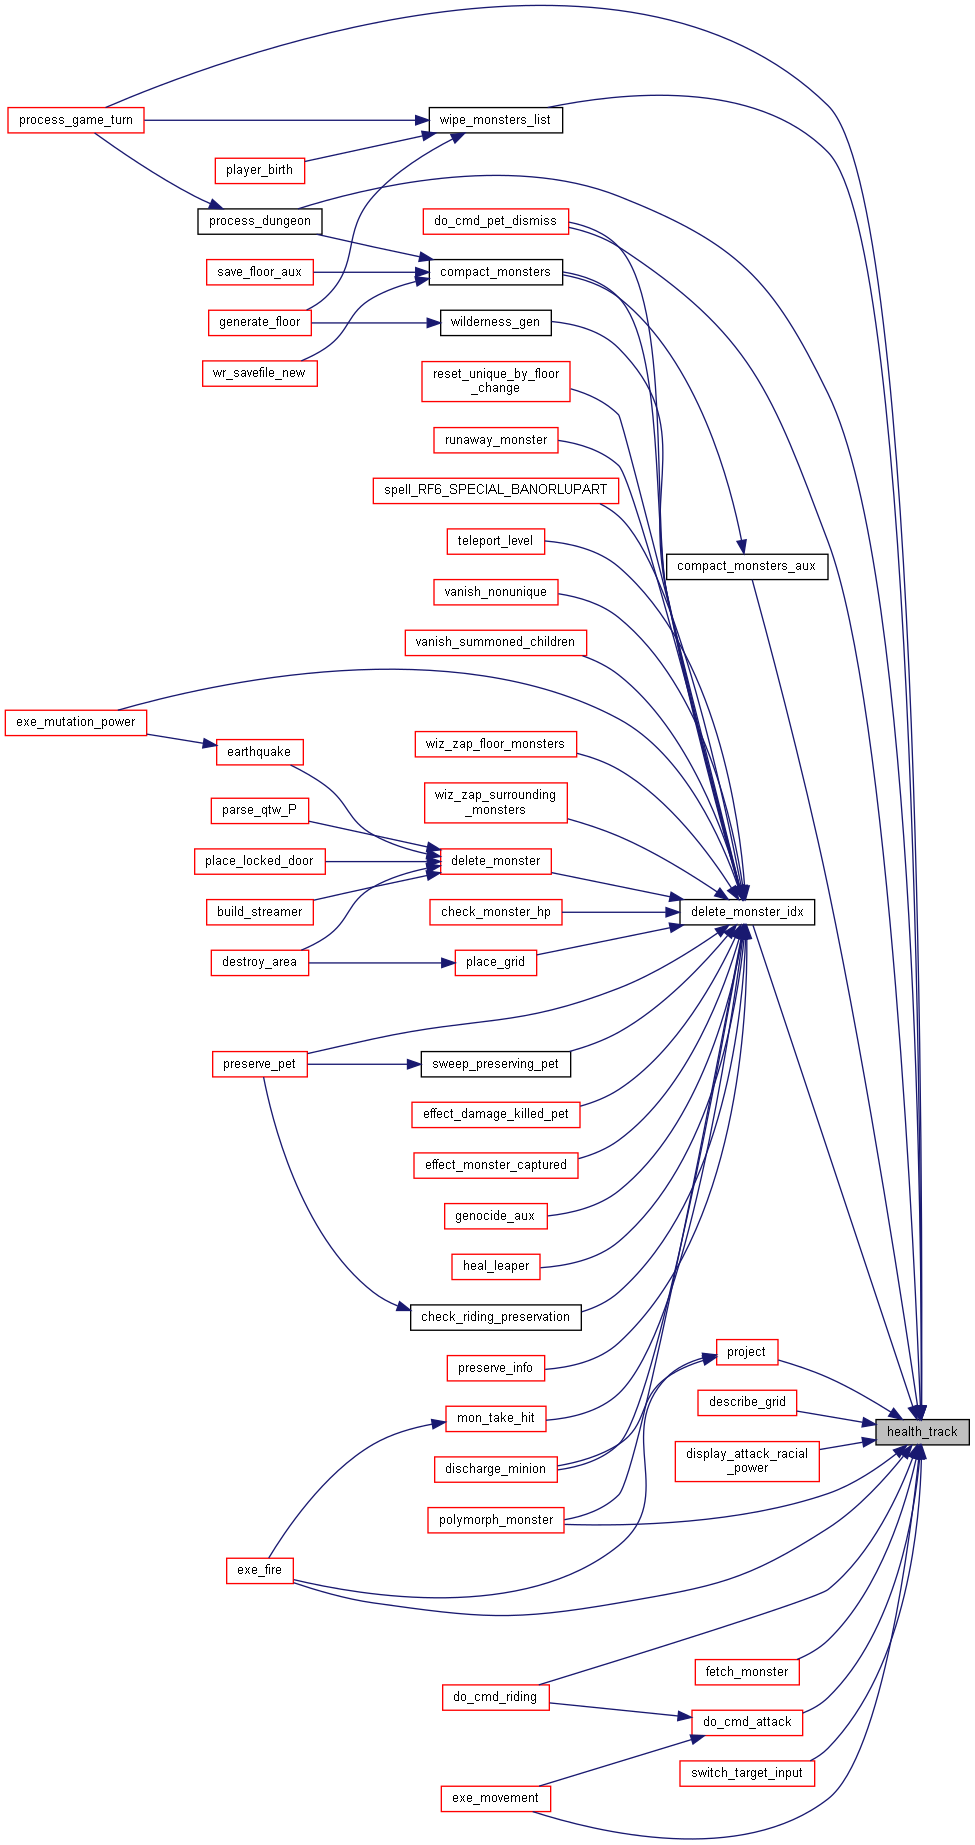 process_game_turn
wipe_monsters_list
player_birth
process_dungeon
do_cmd_pet_dismiss
save_floor_aux
compact_monsters
generate_floor
wilderness_gen
wr_savefile_new
reset_unique_by_floor
_change
runaway_monster
spell_RF6_SPECIAL_BANORLUPART
teleport_level
compact_monsters_aux
vanish_nonunique
vanish_summoned_children
exe_mutation_power
earthquake
wiz_zap_floor_monsters
wiz_zap_surrounding
_monsters
parse_qtw_P
place_locked_door
delete_monster
build_streamer
check_monster_hp
delete_monster_idx
destroy_area
place_grid
preserve_pet
sweep_preserving_pet
effect_damage_killed_pet
effect_monster_captured
genocide_aux
heal_leaper
check_riding_preservation
project
preserve_info
describe_grid
mon_take_hit
health_track
display_attack_racial
_power
discharge_minion
polymorph_monster
exe_fire
fetch_monster
do_cmd_riding
do_cmd_attack
switch_target_input
exe_movement